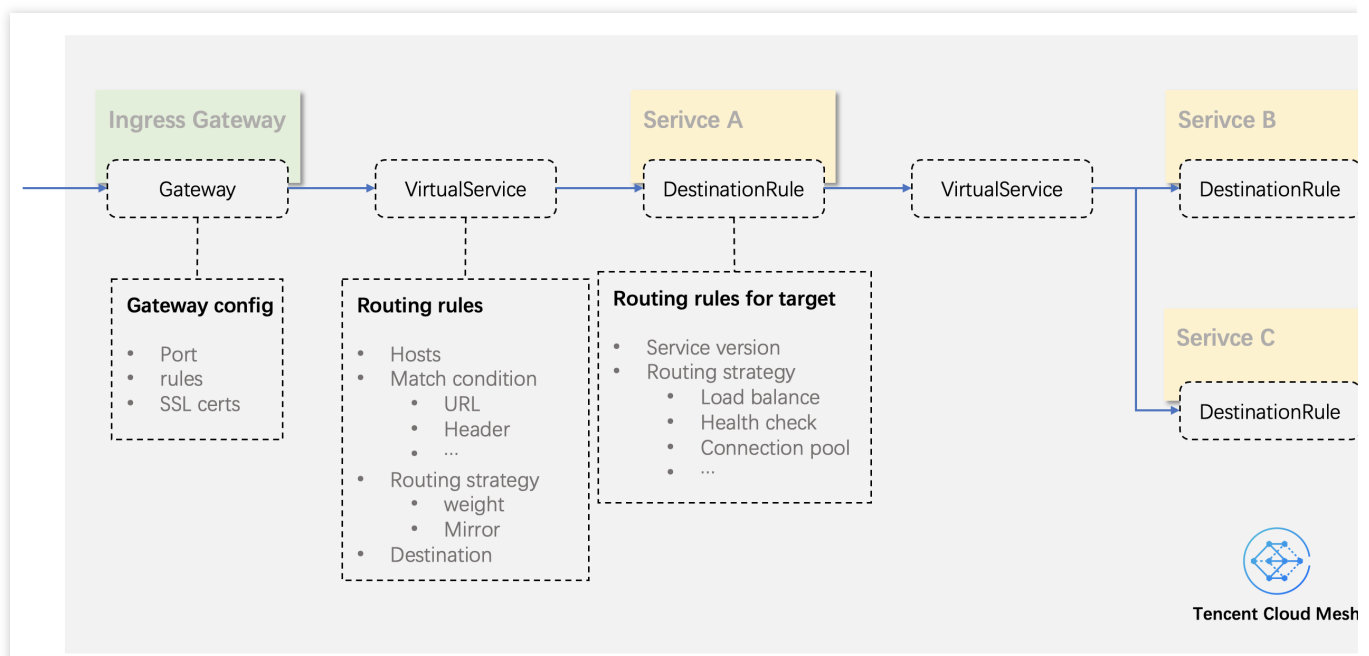 Ingress Gateway
Serivce A
Serivce B
Gateway
VirtualService
DestinationRule
VirtualService
DestinationRule
Gateway config
• Port
• rules
• SSL certs
Routing rules
• Hosts
• Match condition
• URL
• Header
• ...
• Routing strategy
• weight
• Mirror
• Destination
Routing rules for target
• Service version
• Routing strategy
• Load balance
• Health check
• Connection pool
• ...
Serivce C
DestinationRule
Tencent Cloud Mesh